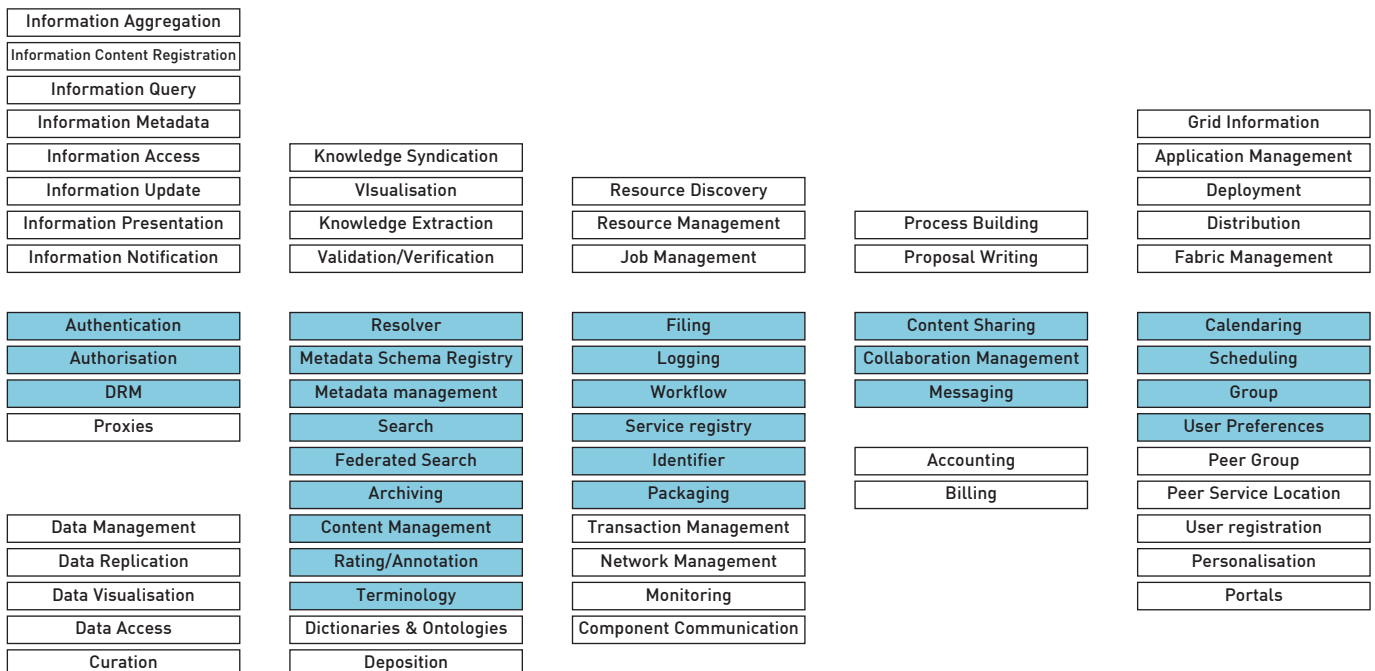 Information Aggregation
Information Content Registration
Information Query
Information Metadata
Information Access
Information Update
Information Presentation
Information Notification
Knowledge Syndication
VIsualisation
Knowledge Extraction
Validation/Verification
Resource Discovery
Resource Management
Job Management
Process Building
Proposal Writing
Grid Information
Application Management
Deployment
Distribution
Fabric Management
Authentication
Authorisation
DRM
Proxies
Data Management
Data Replication
Data Visualisation
Data Access
Curation
Resolver
Metadata Schema Registry
Metadata management
Search
Federated Search
Archiving
Content Management
Rating/Annotation
Terminology
Dictionaries & Ontologies
Deposition
Filing
Logging
Workflow
Service registry
Identifier
Packaging
Transaction Management
Network Management
Monitoring
Component Communication
Content Sharing
Collaboration Management
Messaging
Accounting
Billing
Calendaring
Scheduling
Group
User Preferences
Peer Group
Peer Service Location
User registration
Personalisation
Portals